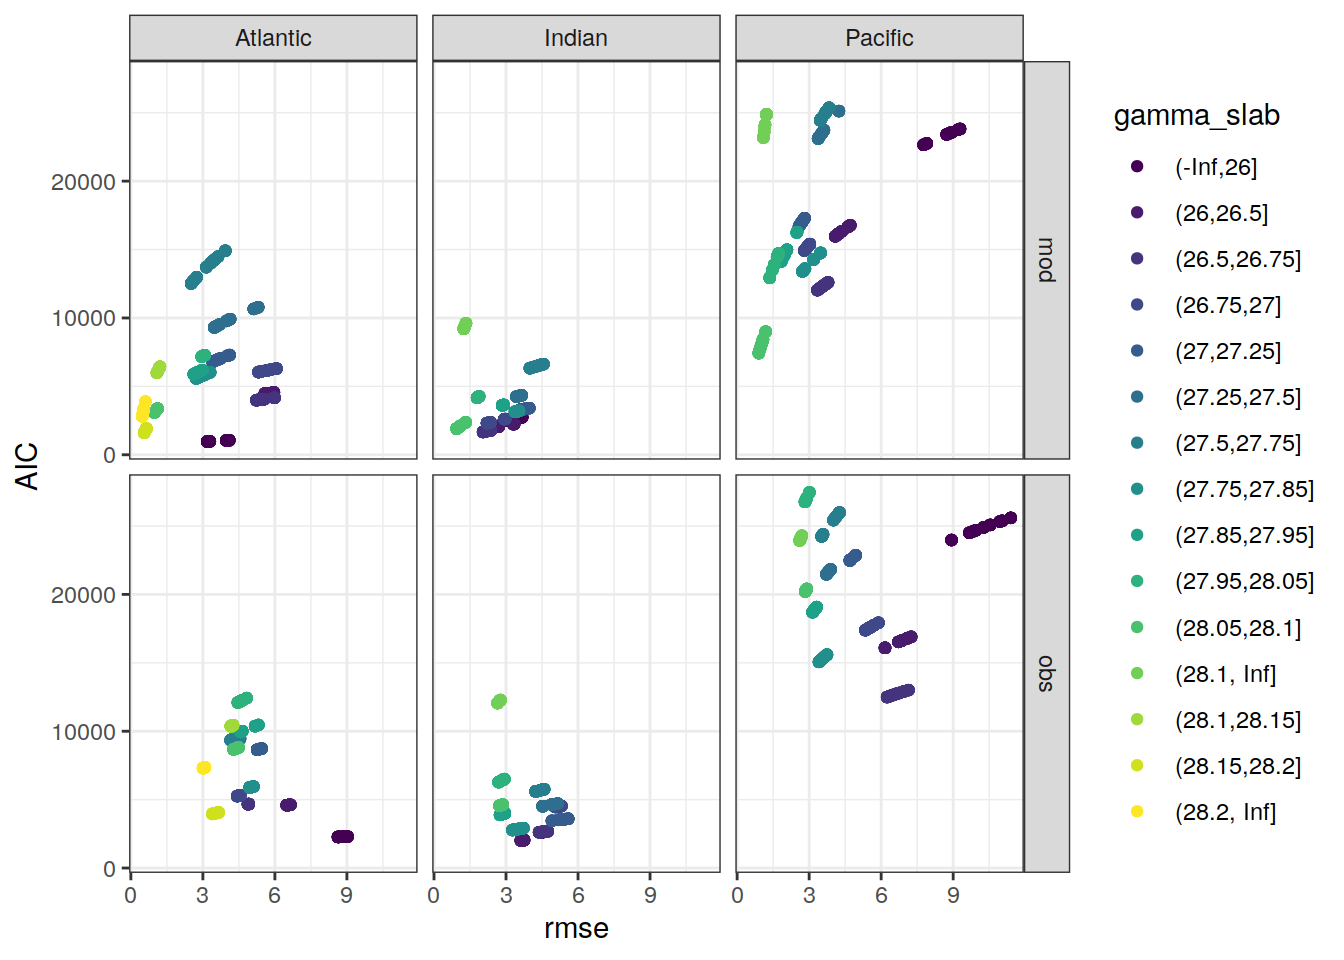 Atlantic
Indian
Pacific
20000
10000
0
mod
20000
10000
0
obs
AIC
0
3
6
9
0
3
6
9
0
3
6
9
rmse
gamma_slab
(-Inf,26]
(26,26.5]
(26.5,26.75]
(26.75,27]
(27,27.25]
(27.25,27.5]
(27.5,27.75]
(27.75,27.85]
(27.85,27.95]
(27.95,28.05]
(28.05,28.1]
(28.1, Inf]
(28.1,28.15]
(28.15,28.2]
(28.2, Inf]